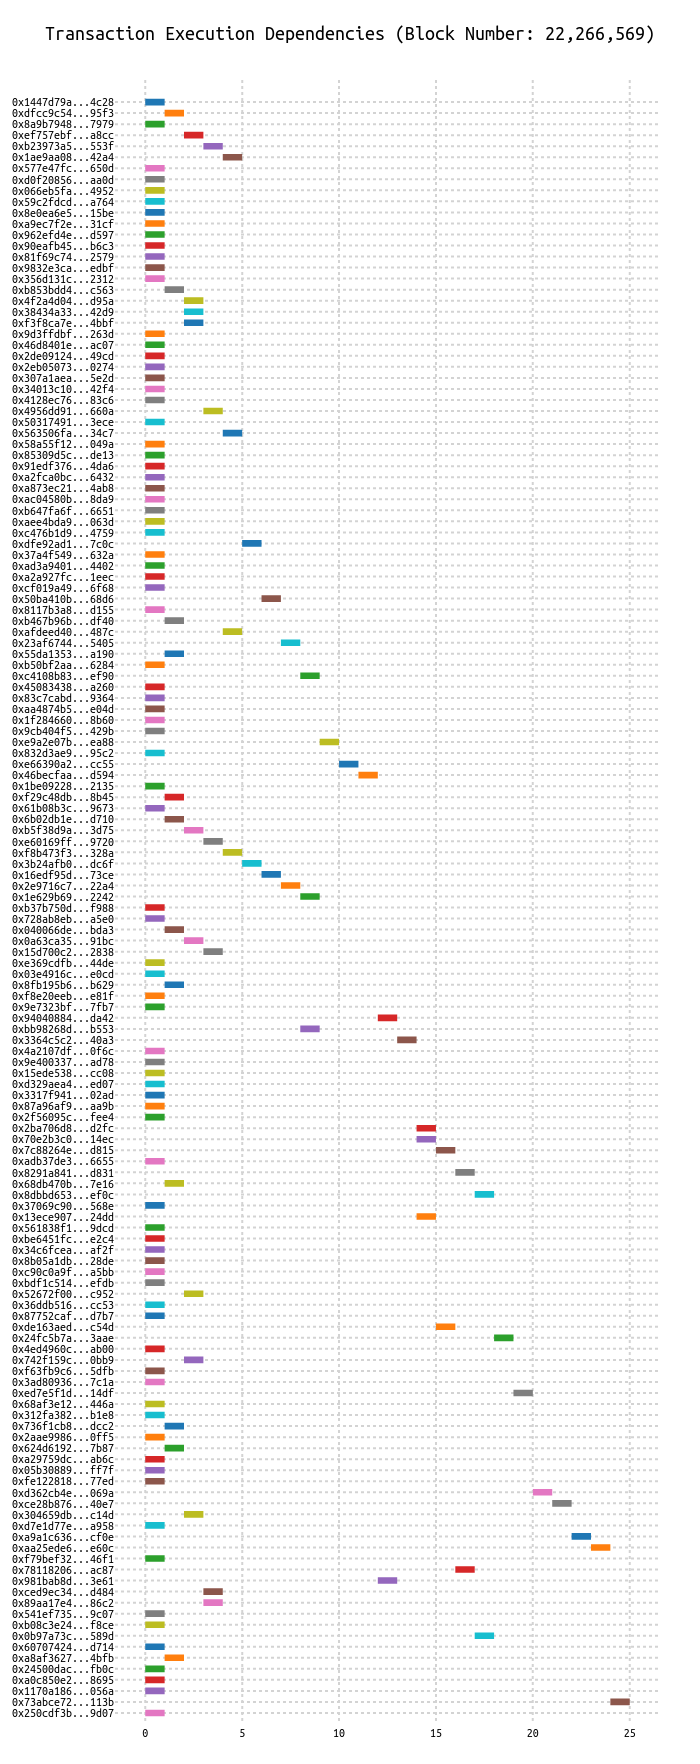 Transaction Execution Dependencies (Block Number: 22,266,569)
0x1447d79a...4c28
0xdfcc9c54...95f3
0x8a9b7948...7979
0xef757ebf...a8cc
0xb23973a5...553f
0x1ae9aa08...42a4
0x577e47fc...650d
0xd0f20856...aa0d
0x066eb5fa...4952
0x59c2fdcd...a764
0x8e0ea6e5...15be
0xa9ec7f2e...31cf
0x962efd4e...d597
0x90eafb45...b6c3
0x81f69c74...2579
0x9832e3ca...edbf
0x356d131c...2312
0xb853bdd4...c563
0x4f2a4d04...d95a
0x38434a33...42d9
0xf3f8ca7e...4bbf
0x9d3ffdbf...263d
0x46d8401e...ac07
0x2de09124...49cd
0x2eb05073...0274
0x307a1aea...5e2d
0x34013c10...42f4
0x4128ec76...83c6
0x4956dd91...660a
0x50317491...3ece
0x563506fa...34c7
0x58a55f12...049a
0x85309d5c...de13
0x91edf376...4da6
0xa2fca0bc...6432
0xa873ec21...4ab8
0xac04580b...8da9
0xb647fa6f...6651
0xaee4bda9...063d
0xc476b1d9...4759
0xdfe92ad1...7c0c
0x37a4f549...632a
0xad3a9401...4402
0xa2a927fc...1eec
0xcf019a49...6f68
0x50ba410b...68d6
0x8117b3a8...d155
0xb467b96b...df40
0xafdeed40...487c
0x23af6744...5405
0x55da1353...a190
0xb50bf2aa...6284
0xc4108b83...ef90
0x45083438...a260
0x83c7cabd...9364
0xaa4874b5...e04d
0x1f284660...8b60
0x9cb404f5...429b
0xe9a2e07b...ea88
0x832d3ae9...95c2
0xe66390a2...cc55
0x46becfaa...d594
0x1be09228...2135
0xf29c48db...8b45
0x61b08b3c...9673
0x6b02db1e...d710
0xb5f38d9a...3d75
0xe60169ff...9720
0xf8b473f3...328a
0x3b24afb0...dc6f
0x16edf95d...73ce
0x2e9716c7...22a4
0x1e629b69...2242
0xb37b750d...f988
0x728ab8eb...a5e0
0x040066de...bda3
0x0a63ca35...91bc
0x15d700c2...2838
0xe369cdfb...44de
0x03e4916c...e0cd
0x8fb195b6...b629
0xf8e20eeb...e81f
0x9e7323bf...7fb7
0x94040884...da42
0xbb98268d...b553
0x3364c5c2...40a3
0x4a2107df...0f6c
0x9e400337...ad78
0x15ede538...cc08
0xd329aea4...ed07
0x3317f941...02ad
0x87a96af9...aa9b
0x2f56095c...fee4
0x2ba706d8...d2fc
0x70e2b3c0...14ec
0x7c88264e...d815
0xadb37de3...6655
0x8291a841...d831
0x68db470b...7e16
0x8dbbd653...ef0c
0x37069c90...568e
0x13ece907...24dd
0x561838f1...9dcd
0xbe6451fc...e2c4
0x34c6fcea...af2f
0x8b05a1db...28de
0xc90c0a9f...a5bb
0xbdf1c514...efdb
0x52672f00...c952
0x36ddb516...cc53
0x87752caf...d7b7
0xde163aed...c54d
0x24fc5b7a...3aae
0x4ed4960c...ab00
0x742f159c...0bb9
0xf63fb9c6...5dfb
0x3ad80936...7c1a
0xed7e5f1d...14df
0x68af3e12...446a
0x312fa382...b1e8
0x736f1cb8...dcc2
0x2aae9986...0ff5
0x624d6192...7b87
0xa29759dc...ab6c
0x05b30889...ff7f
0xfe122818...77ed
0xd362cb4e...069a
0xce28b876...40e7
0x304659db...c14d
0xd7e1d77e...a958
0xa9a1c636...cf0e
0xaa25ede6...e60c
0xf79bef32...46f1
0x78118206...ac87
0x981bab8d...3e61
0xced9ec34...d484
0x89aa17e4...86c2
0x541ef735...9c07
0xb08c3e24...f8ce
0x0b97a73c...589d
0x60707424...d714
0xa8af3627...4bfb
0x24500dac...fb0c
0xa0c850e2...8695
0x1170a186...056a
0x73abce72...113b
0x250cdf3b...9d07
0 5 10 15 20 25